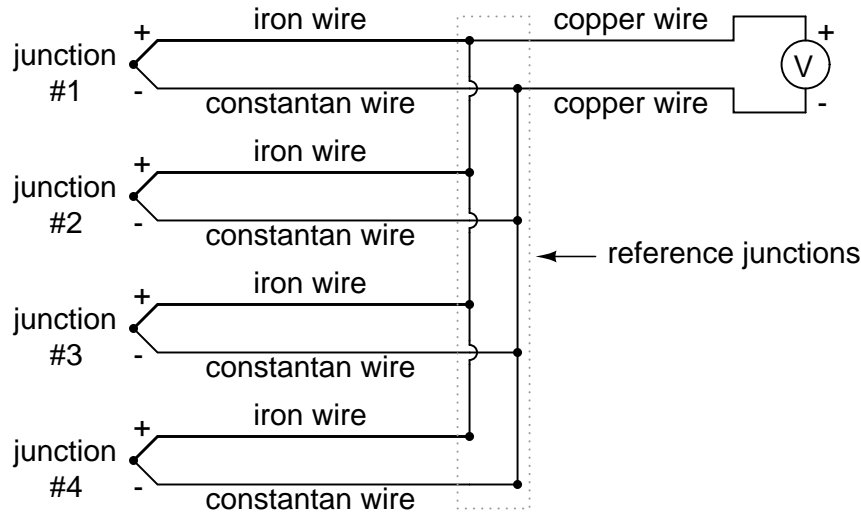 iron wire
copper wire
+
+
junction
#1
V
-
-
constantan wire
copper wire
iron wire
+
junction
#2
-
constantan wire
reference junctions
iron wire
+
junction
#3
-
constantan wire
iron wire
+
junction
#4
-
constantan wire